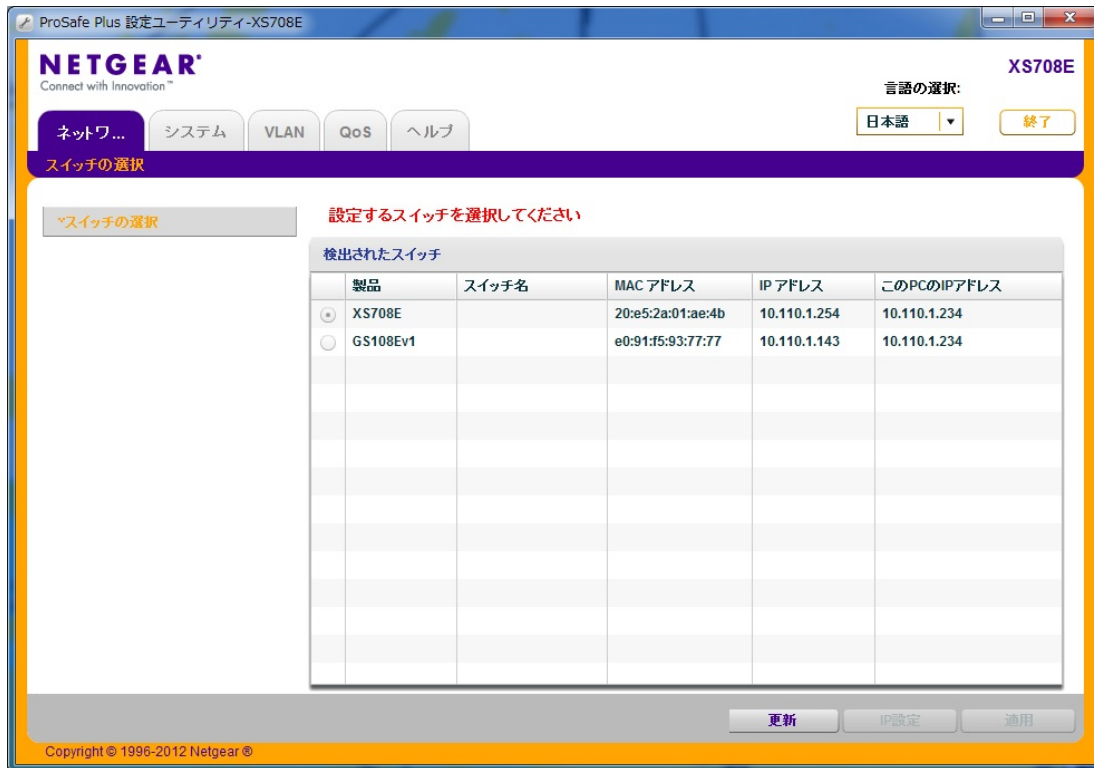 ProSafe Plus 設定ユーティリティ-XS708E
NETGEAR®
Connect with Innovation™
XS708E
言語の選択:
日本語
終了
ネットワ...
システム
VLAN
QoS
ヘルプ
スイッチの選択
スイッチの選択
設定するスイッチを選択してください
検出されたスイッチ
製品 スイッチ名 MAC アドレス IP アドレス このPCのIPアドレス
XS708E 20:e5:2a:01:ae:4b 10.110.1.254 10.110.1.234
GS108Ev1 e0:91:f5:93:77:77 10.110.1.143 10.110.1.234
更新
IP設定
適用
Copyright © 1996-2012 Netgear ®